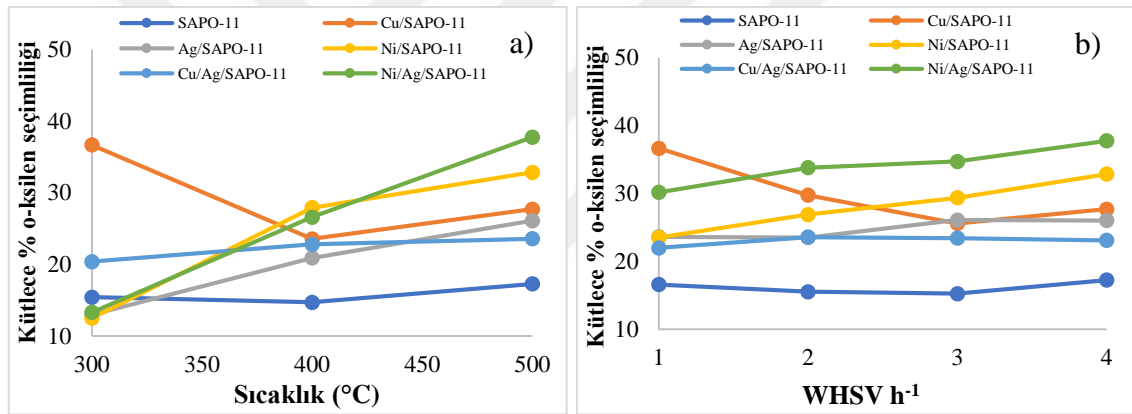 SAPO-11 Cu/SAPO-11
Ag/SAPO-11 Ni/SAPO-11
Cu/Ag/SAPO-11 Ni/Ag/SAPO-11
a)
Kütlece % o-ksilen seçimliliği
50
40
30
20
10
300 350 400 450 500
Sıcaklık (°C)
SAPO-11 Cu/SAPO-11
Ag/SAPO-11 Ni/SAPO-11
Cu/Ag/SAPO-11 Ni/Ag/SAPO-11
b)
Kütlece % o-ksilen seçimliliği
50
40
30
20
10
1 2 3 4
WHSV h-1